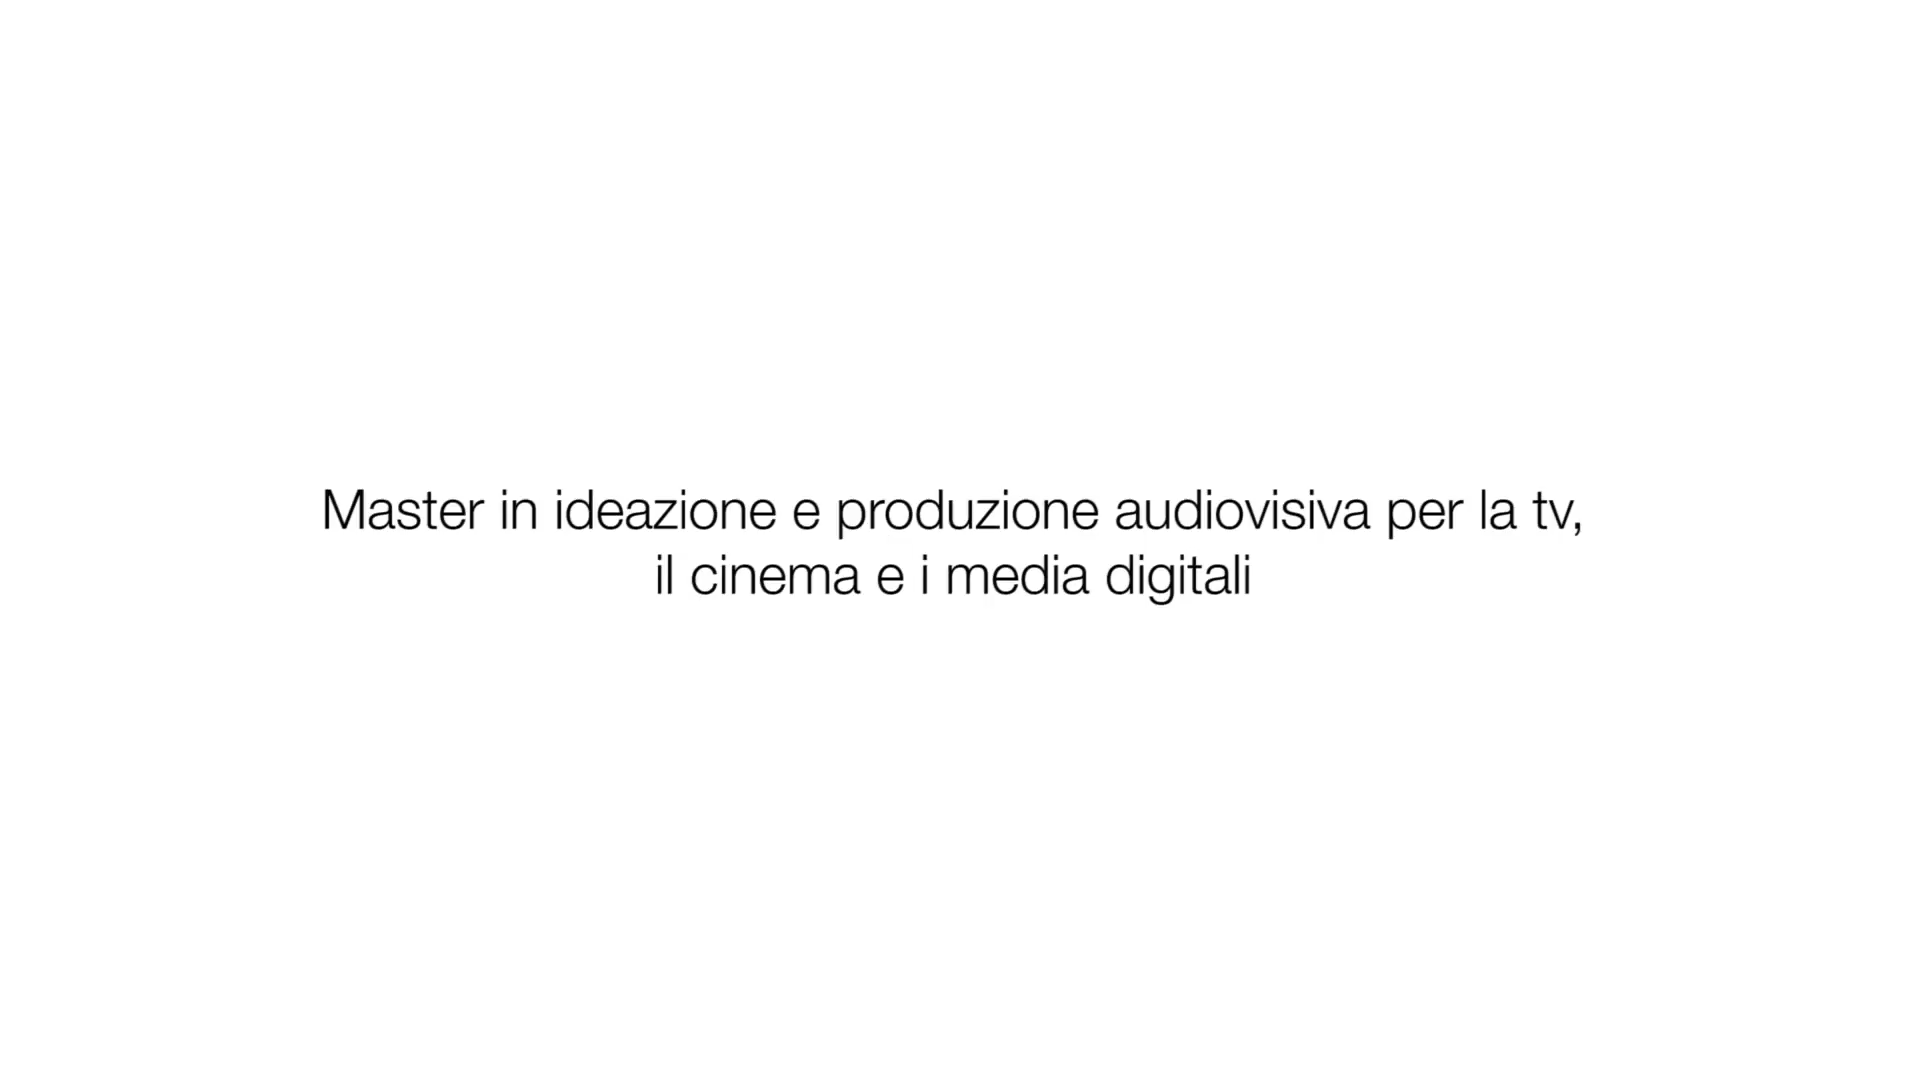 Master in ideazione e produzione audiovisiva per la tv,
il cinema e i media digitali